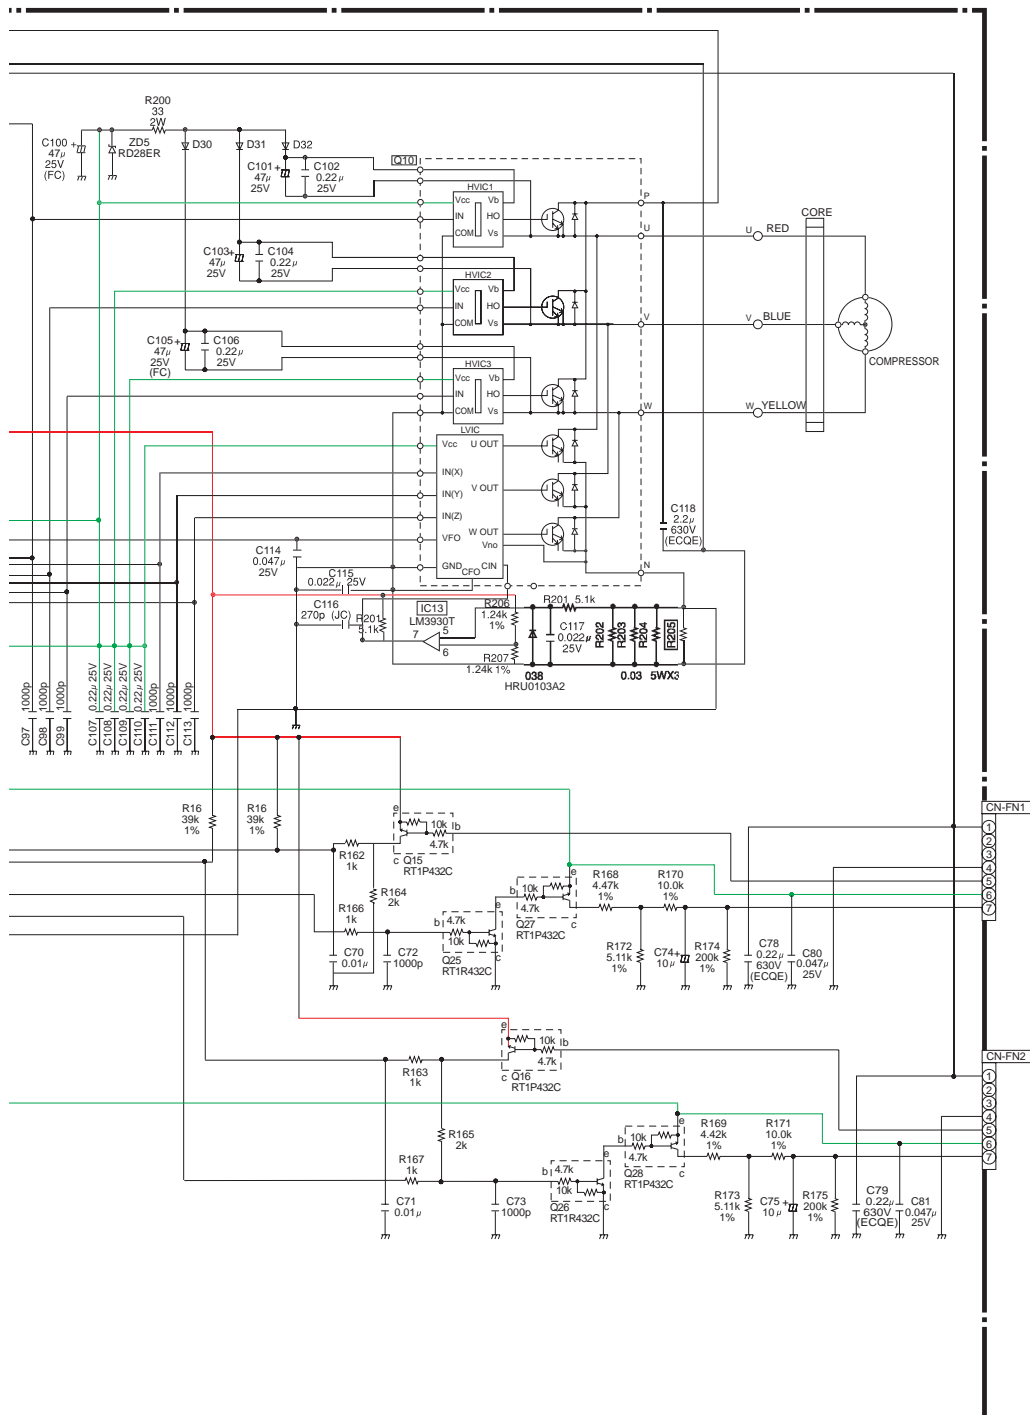 R200
33
2W
C100 +
47μ
25V
(FC)
ZD5
RD28ER
D30
D31
D32
C101 +
47μ
25V
C102
0.22μ
25V
Q10
HVIC1
Vcc
Vb
IN
HO
COM
Vs
P
U
U
RED
CORE
C103+
47μ
25V
C104
0.22μ
25V
HVIC2
Vcc
Vb
IN
HO
COM
Vs
V
V
BLUE
COMPRESSOR
C105+
47μ
25V
(FC)
C106
0.22μ
25V
HVIC3
Vcc
Vb
IN
HO
COM
Vs
W
W
YELLOW
LVIC
Vcc
U OUT
IN(X)
V OUT
IN(Y)
IN(Z)
W OUT
VFO
Vno
GND
CIN
CFO
N
C118
2.2μ
630V
(ECQE)
C114
0.047μ
25V
C115
0.022μ 25V
C116
270p (JC)
R201
5.1k
IC13
LM3930T
7
5
6
R206
1.24k
1%
R207
1.24k 1%
R201 5.1k
C117
0.022μ
25V
R202
R203
R204
R205
038
HRU0103A2
0.03
5WX3
C97
1000p
C98
1000p
C99
1000p
C107
0.22μ 25V
C108
0.22μ 25V
C109
0.22μ 25V
C110
0.22μ 25V
C111
1000p
C112
1000p
C113
1000p
R16
39k
1%
R16
39k
1%
R162
1k
e
10k
4.7k
b
c
Q15
RT1P432C
R164
2k
R166
1k
C70
0.01μ
C72
1000p
b
4.7k
10k
e
c
Q25
RT1R432C
b
10k
4.7k
e
c
Q27
RT1P432C
R168
4.47k
1%
R170
10.0k
1%
R172
5.11k
1%
C74+
10μ
R174
200k
1%
C78
0.22μ
630V
(ECQE)
C80
0.047μ
25V
CN-FN1
1
2
3
4
5
6
7
e
10k
4.7k
b
c
Q16
RT1P432C
R163
1k
R165
2k
R167
1k
C71
0.01μ
C73
1000p
b
4.7k
10k
e
c
Q26
RT1R432C
b
10k
4.7k
e
c
Q28
RT1P432C
R169
4.42k
1%
R171
10.0k
1%
R173
5.11k
1%
C75 +
10μ
R175
200k
1%
C79
0.22μ
630V
(ECQE)
C81
0.047μ
25V
CN-FN2
1
2
3
4
5
6
7